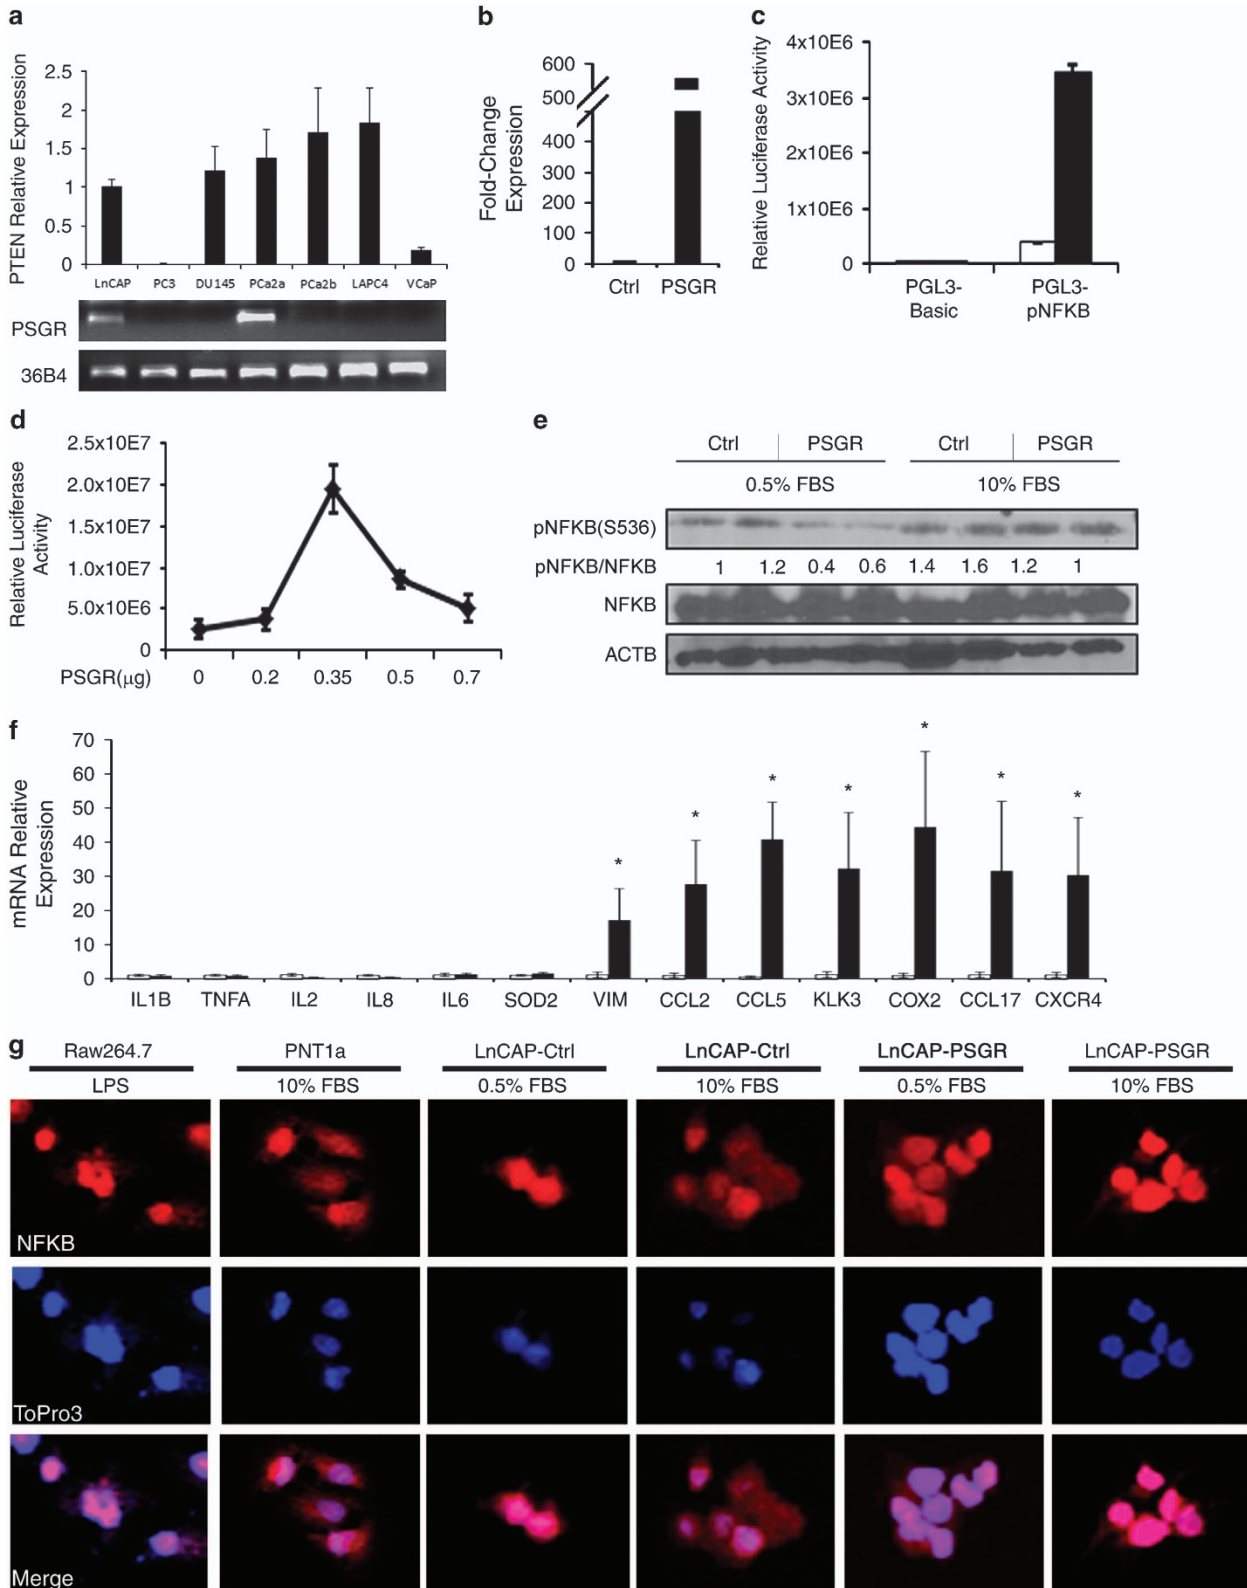 a
PTEN Relative Expression
2.5
2
1.5
1
0.5
0
LnCAP PC3 DU145 PCa2a PCa2b LAPC4 VCaP
PSGR
36B4
b
Fold-Change
Expression
600
500
400
300
200
100
0
Ctrl PSGR
c
Relative Luciferase Activity
4x10E6
3x10E6
2x10E6
1x10E6
0
PGL3- PGL3-
Basic pNFKB
d
Relative Luciferase
Activity
2.5x10E7
2.0x10E7
1.5x10E7
1.0x10E7
5.0x10E6
0
PSGR(μg) 0 0.2 0.35 0.5 0.7
e
Ctrl PSGR Ctrl PSGR
0.5% FBS 10% FBS
pNFKB(S536)
pNFKB/NFKB 1 1.2 0.4 0.6 1.4 1.6 1.2 1
NFKB
ACTB
f
mRNA Relative
Expression
70
60
50
40
30
20
10
0
* * * * * * *
IL1B TNFA IL2 IL8 IL6 SOD2 VIM CCL2 CCL5 KLK3 COX2 CCL17 CXCR4
g
Raw264.7 PNT1a LnCAP-Ctrl LnCAP-Ctrl LnCAP-PSGR LnCAP-PSGR
LPS 10% FBS 0.5% FBS 10% FBS 0.5% FBS 10% FBS
NFKB
ToPro3
Merge